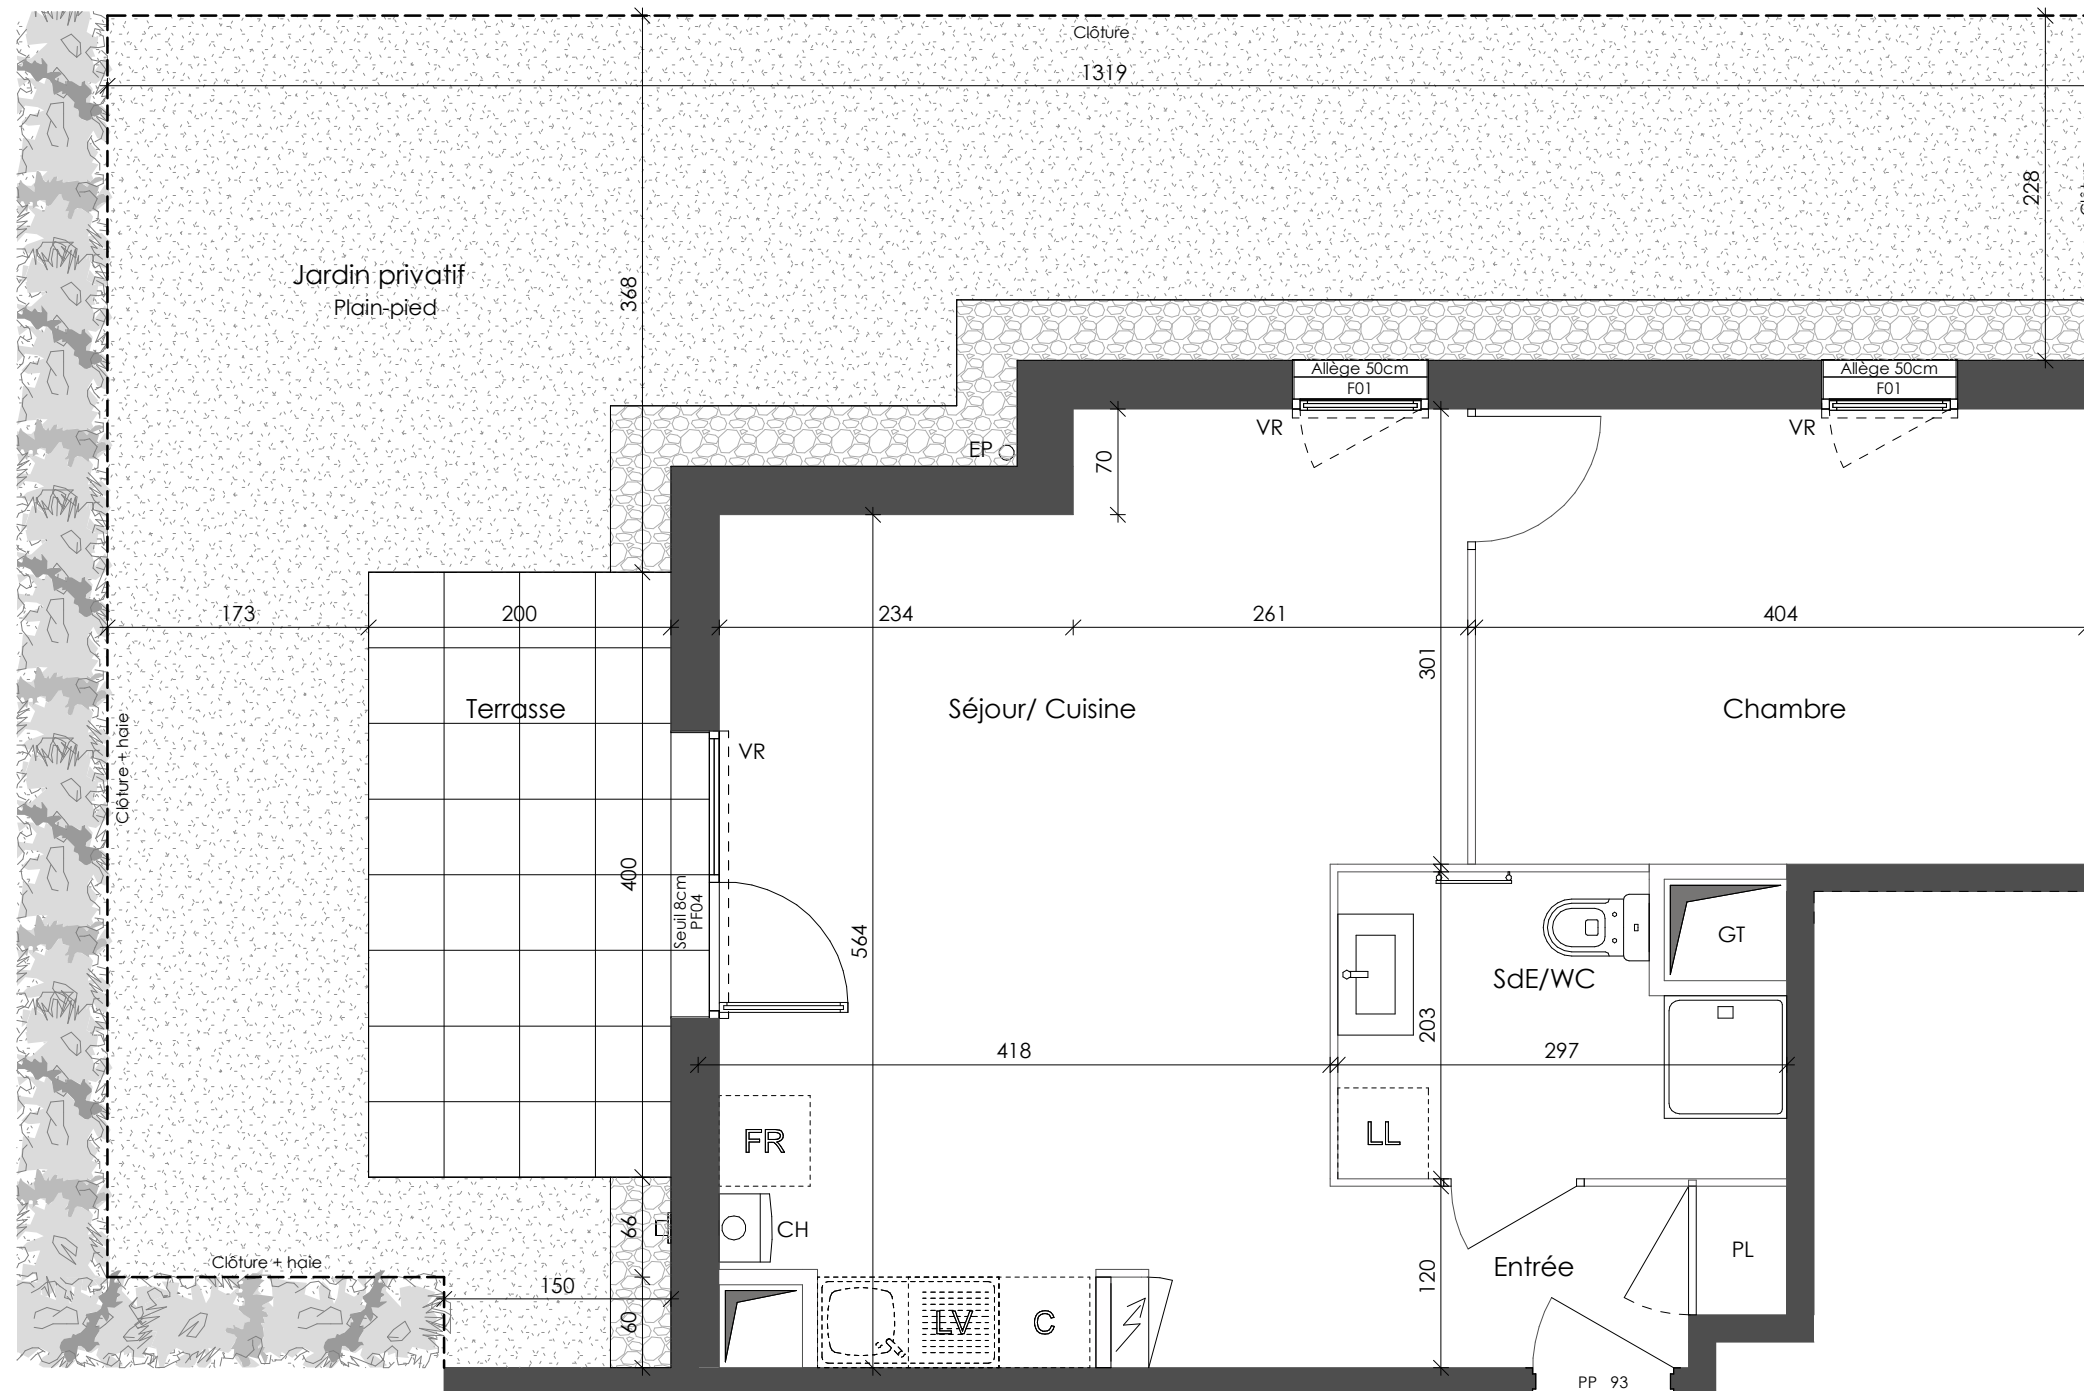 Clôture
1319
228
Jardin privatif
Plain-pied
368
Allège 50cm
F01
Allège 50cm
F01
VR
VR
EP
70
173
200
234
261
404
301
Terrasse
Séjour/ Cuisine
Chambre
Clôture + haie
VR
400
Seuil 8cm
PF04
564
GT
SdE/WC
203
418
297
FR
LL
66
CH
PL
Clôture + haie
Entrée
150
120
60
LV
C
PP 93